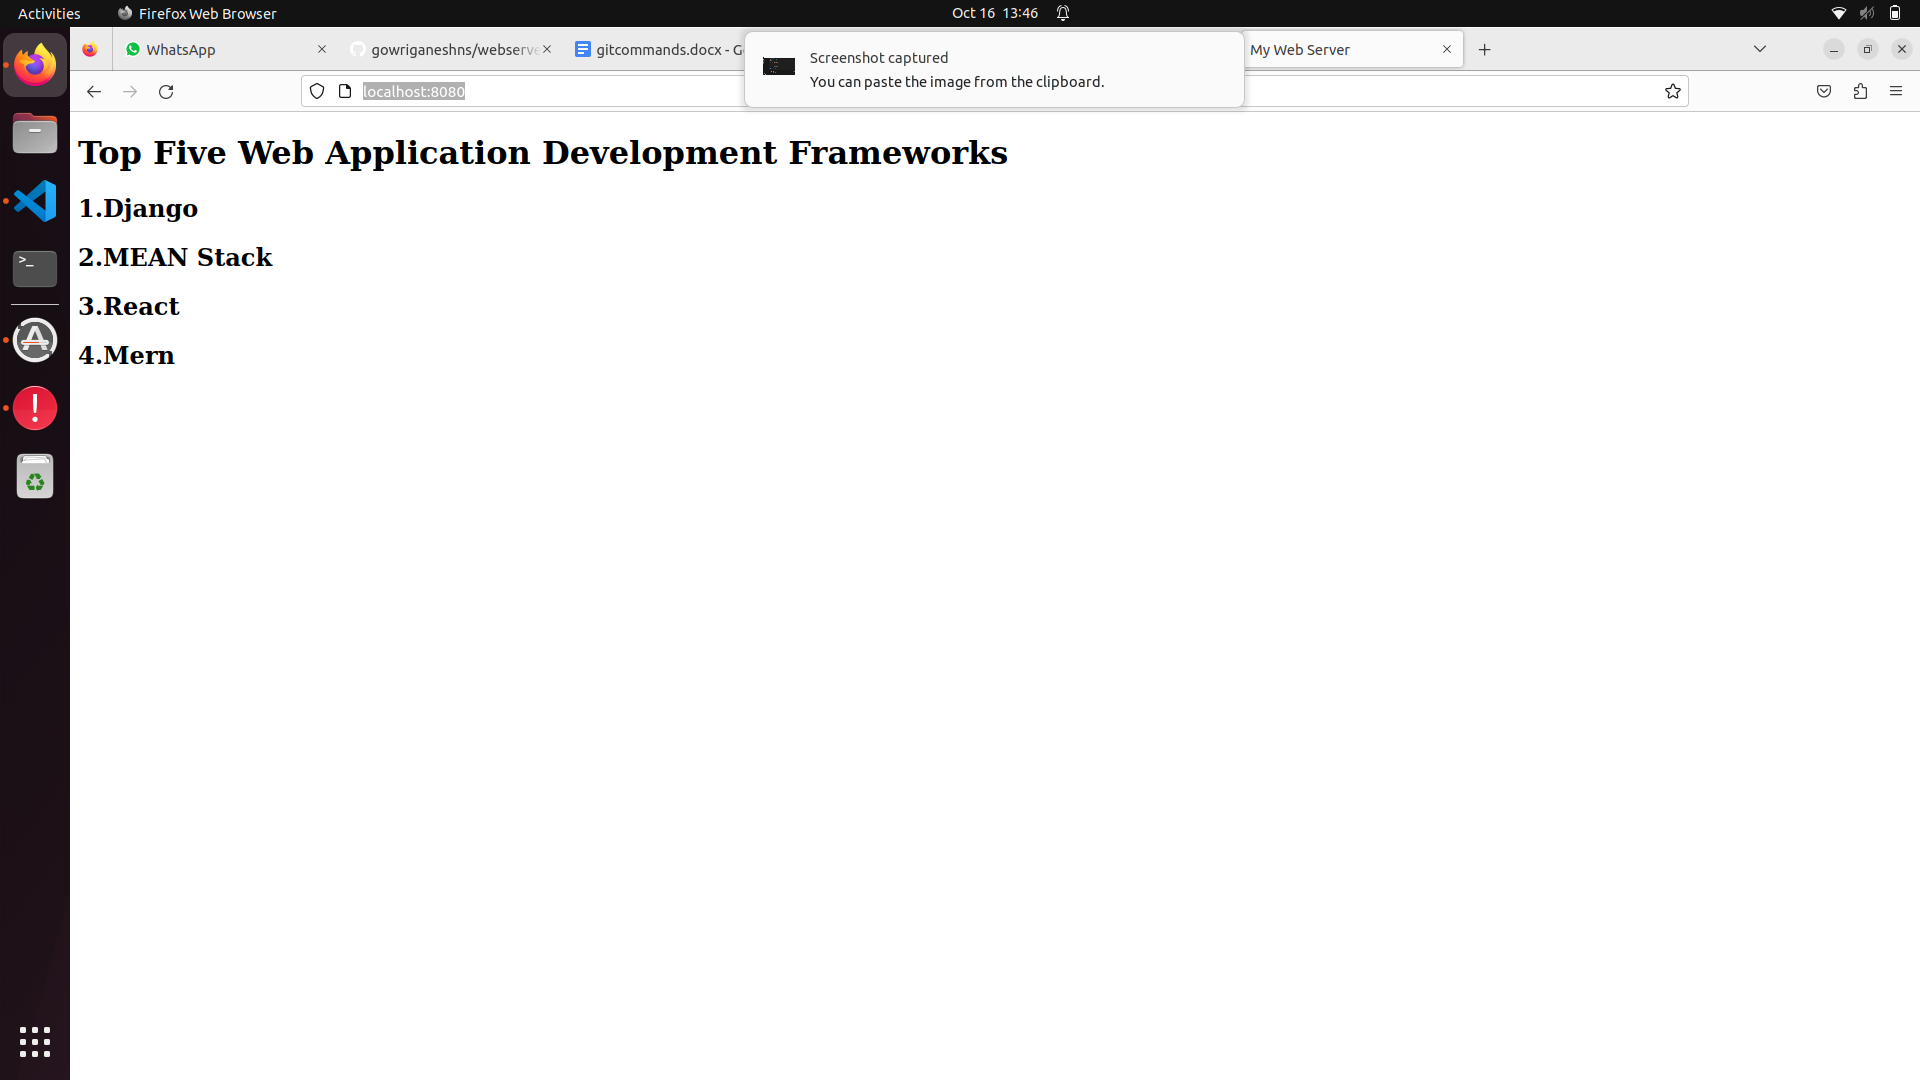 Activities
Firefox Web Browser
Oct 16 13:46
WhatsApp
gowriganeshns/webserve
gitcommands.docx - G
My Web Server
Screenshot captured
You can paste the image from the clipboard.
localhost:8080
Top Five Web Application Development Frameworks
1.Django
2.MEAN Stack
3.React
4.Mern